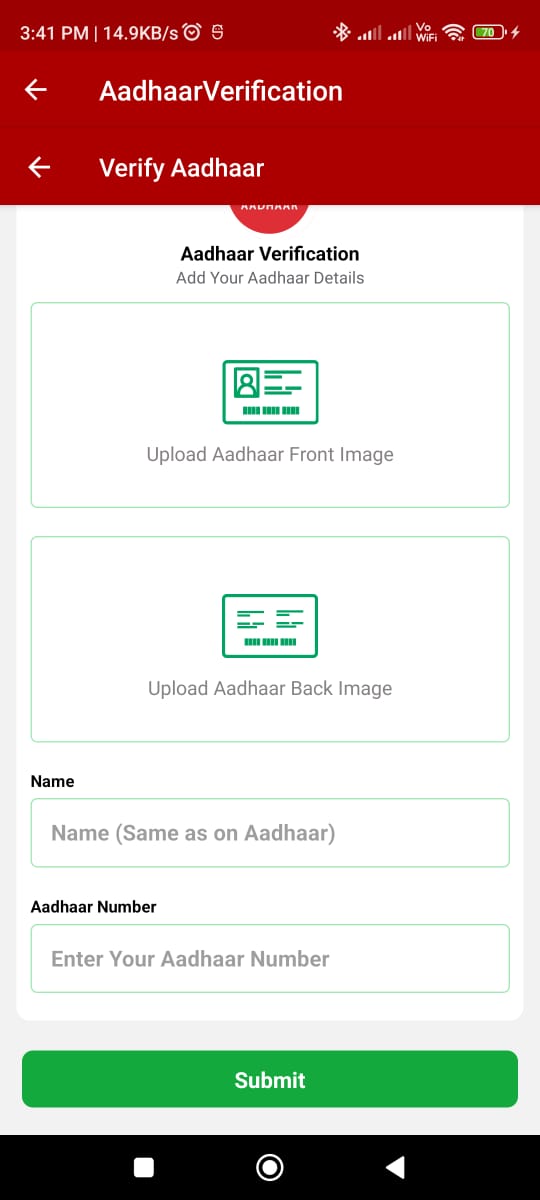 3:41 PM | 14.9KB/s
Vo
WiFi
70
AadhaarVerification
Verify Aadhaar
AADHAAR
Aadhaar Verification
Add Your Aadhaar Details
Upload Aadhaar Front Image
Upload Aadhaar Back Image
Name
Name (Same as on Aadhaar)
Aadhaar Number
Enter Your Aadhaar Number
Submit